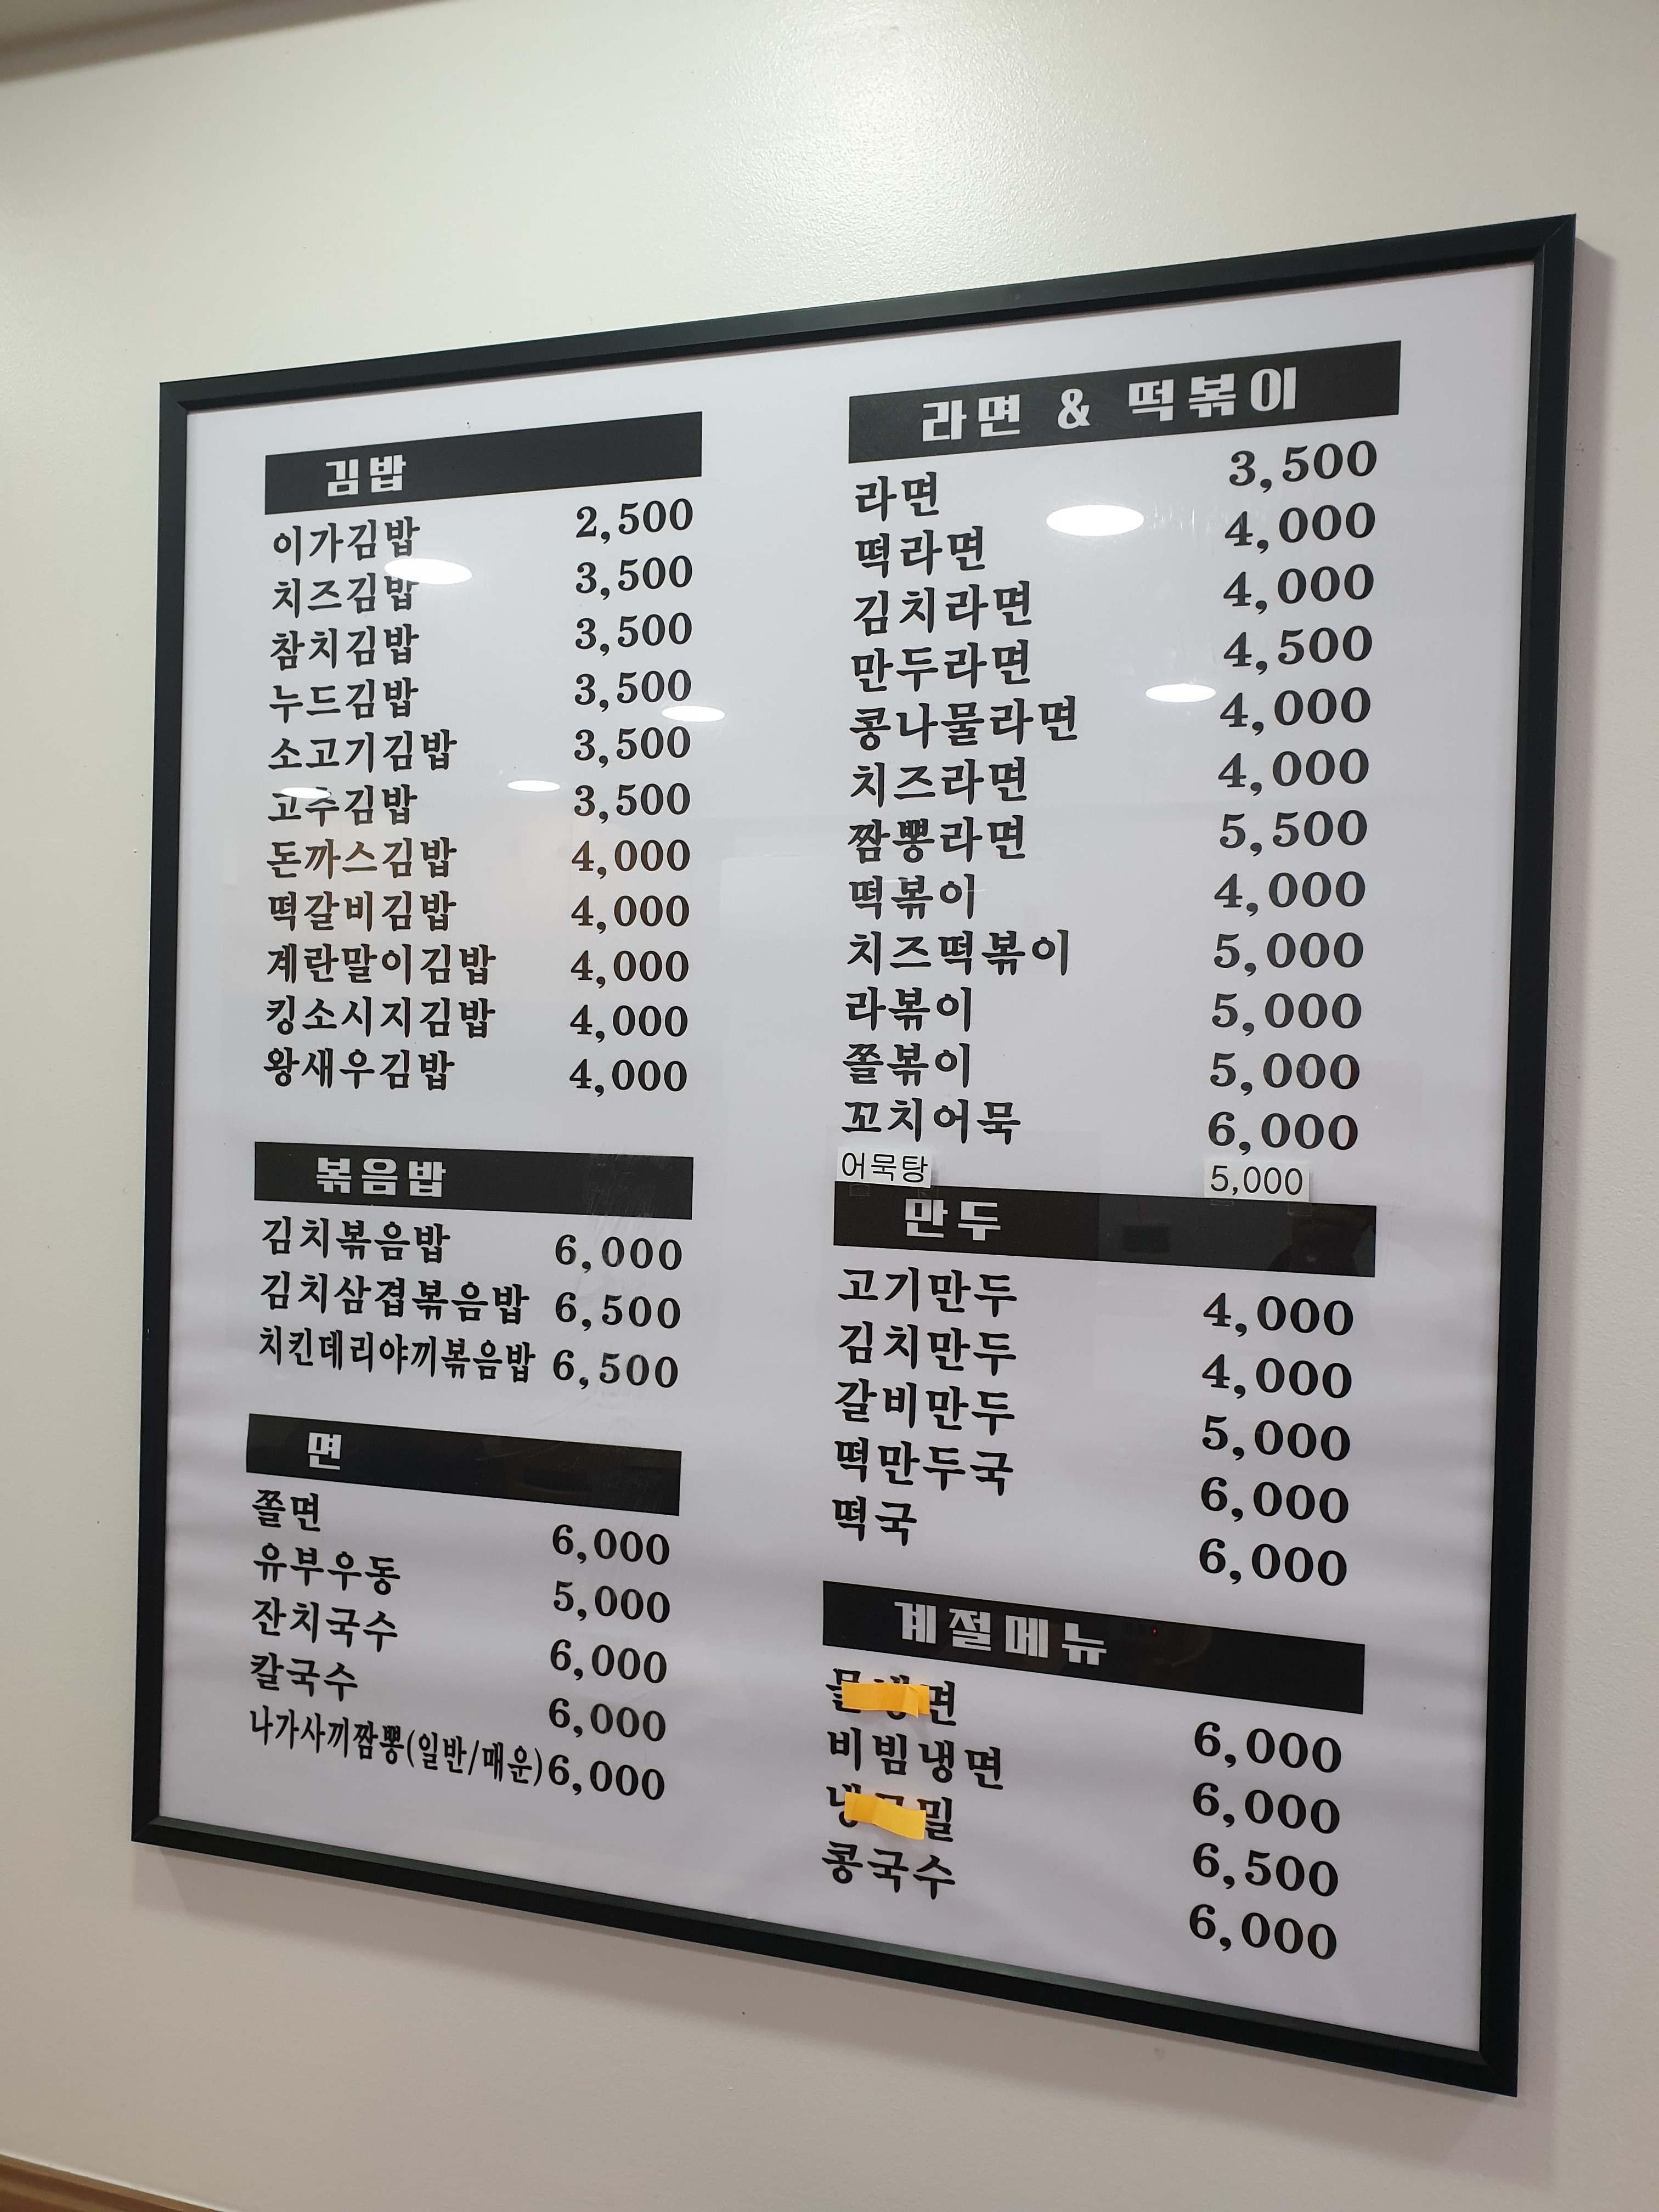 김밥
이가김밥 2,500
치즈김밥 3,500
참치김밥 3,500
누드김밥 3,500
소고기김밥 3,500
고추김밥 3,500
돈까스김밥 4,000
떡갈비김밥 4,000
계란말이김밥 4,000
킹소시지김밥 4,000
왕새우김밥 4,000
볶음밥
김치볶음밥 6,000
김치삼겹볶음밥 6,500
치킨데리야끼볶음밥 6,500
면
쫄면 6,000
유부우동 5,000
잔치국수 6,000
칼국수 6,000
나가사끼짬뽕(일반/매운) 6,000
라면 & 떡볶이
라면 3,500
떡라면 4,000
김치라면 4,000
만두라면 4,500
콩나물라면 4,000
치즈라면 4,000
짬뽕라면 5,500
떡볶이 4,000
치즈떡볶이 5,000
라볶이 5,000
쫄볶이 5,000
꼬치어묵 6,000
어묵탕 5,000
만두
고기만두 4,000
김치만두 4,000
갈비만두 5,000
떡만두국 6,000
떡국 6,000
계절메뉴
6,000
비빔냉면 6,000
6,500
콩국수 6,000